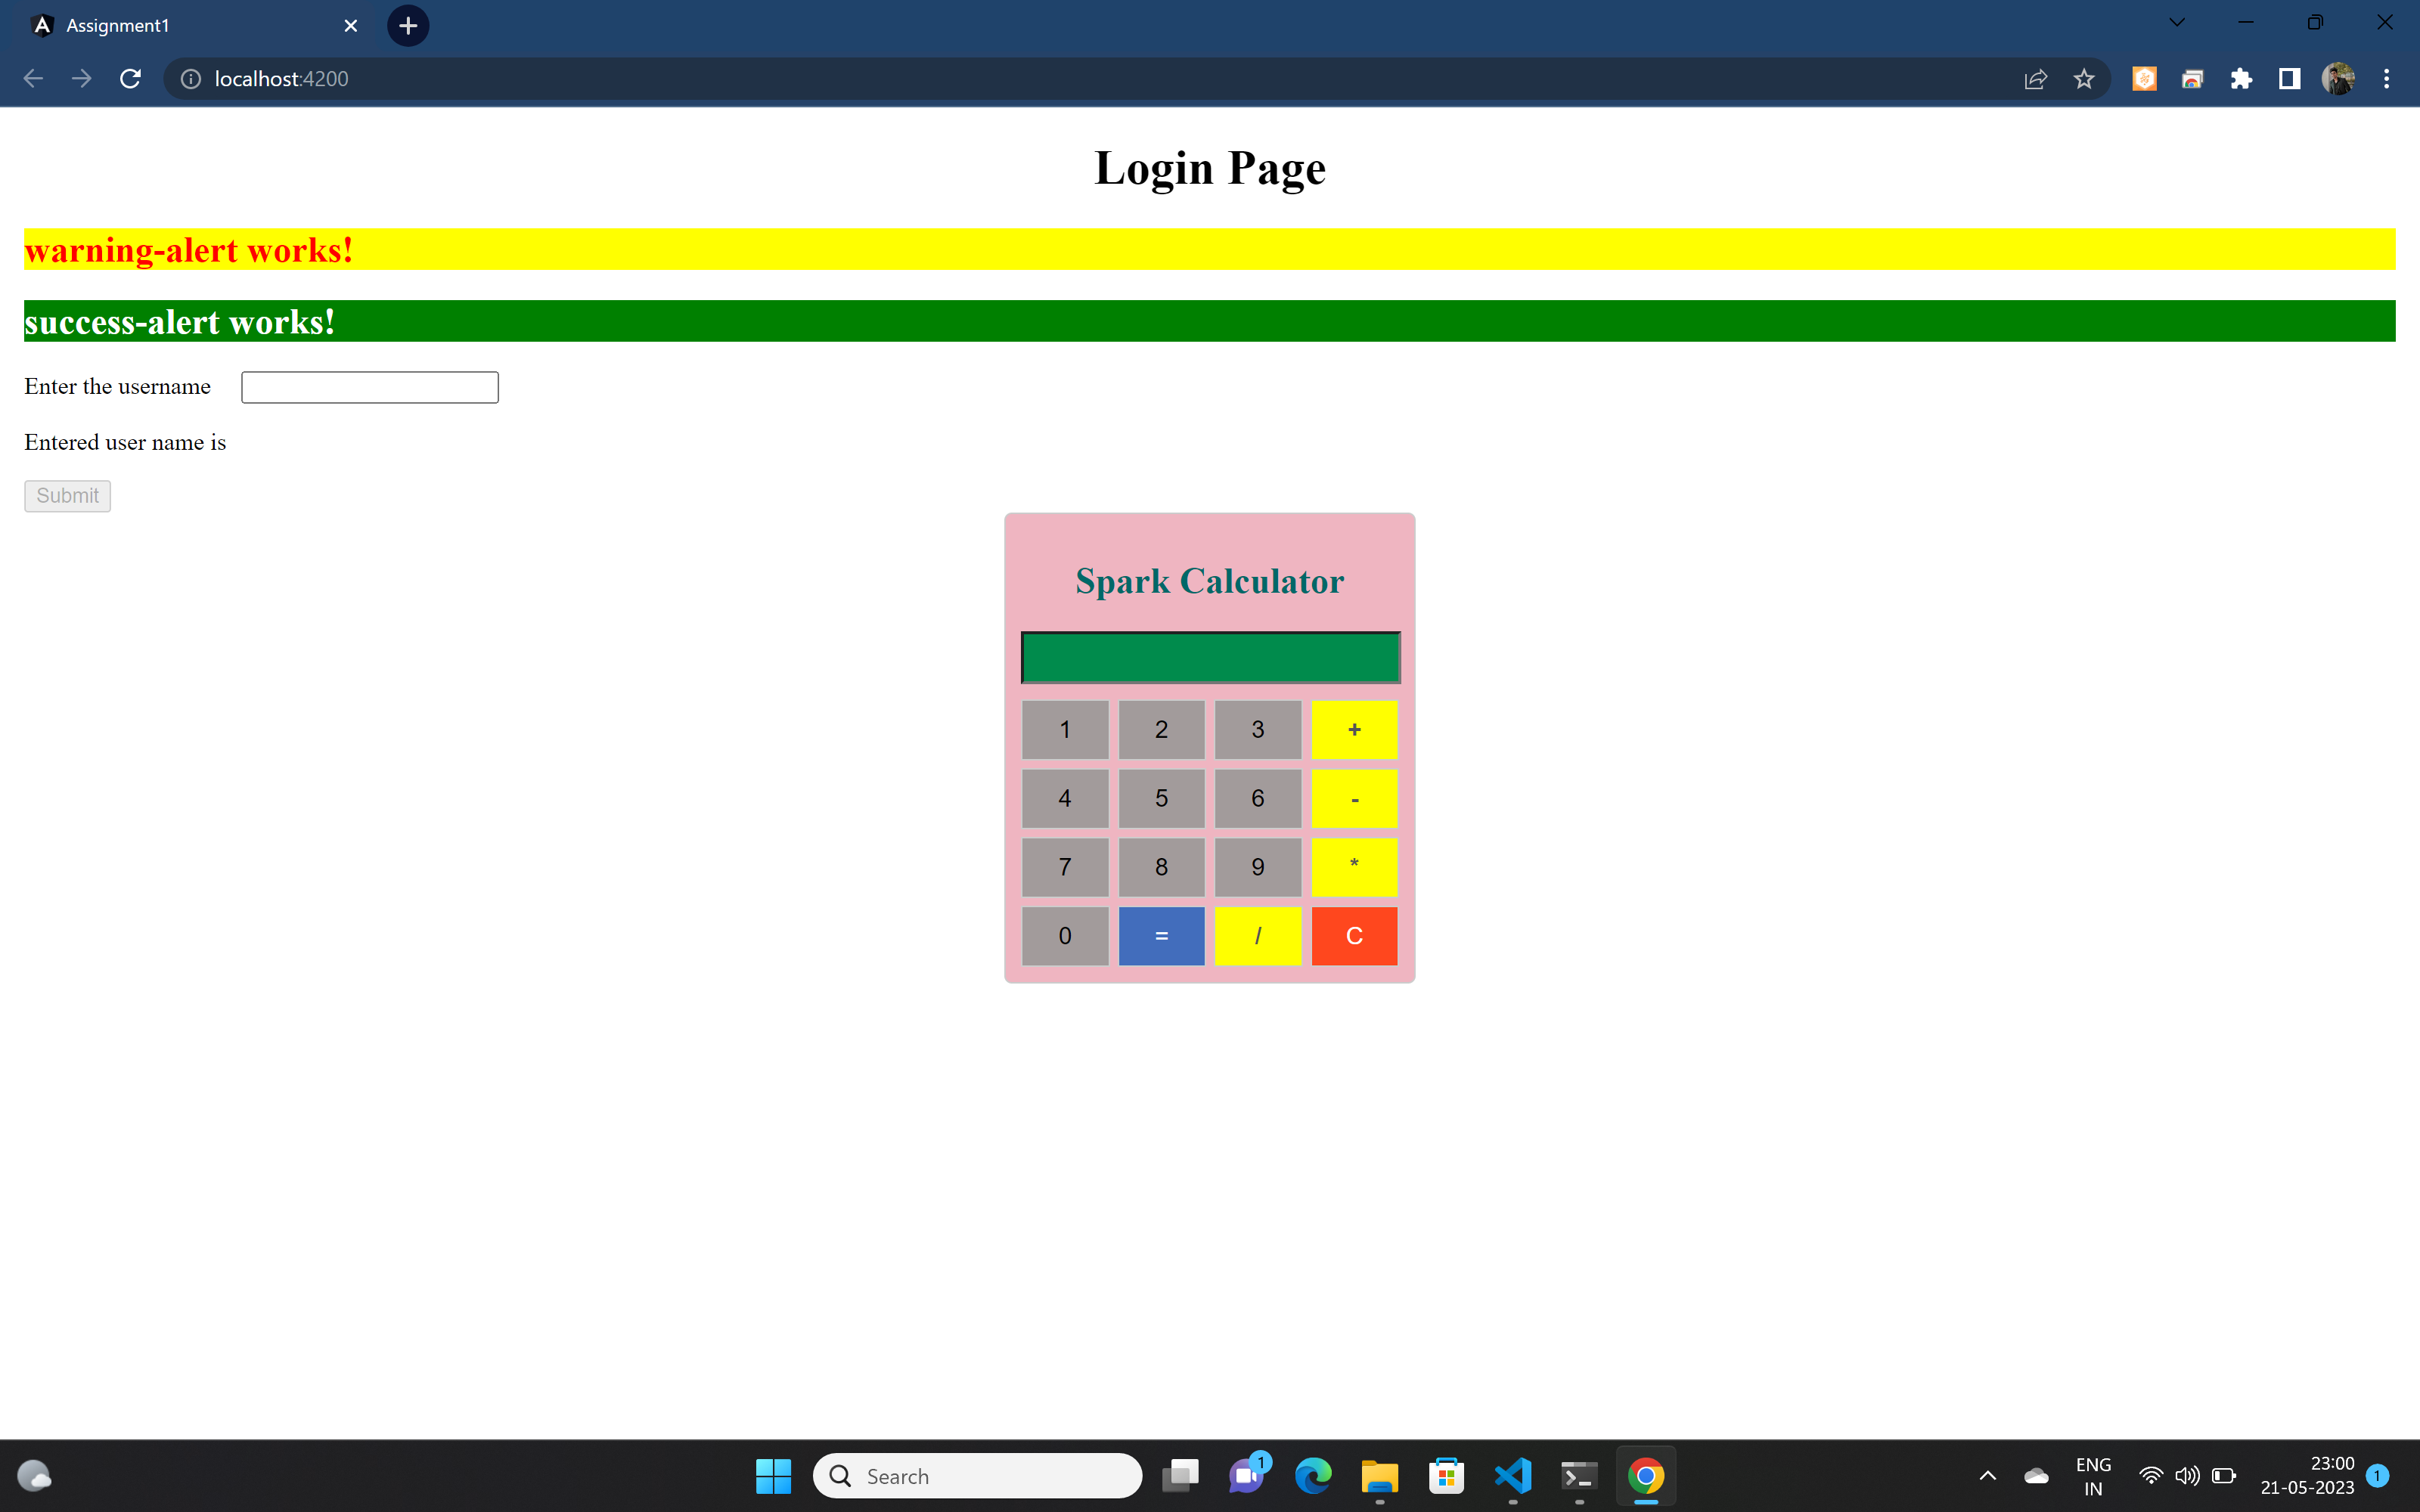 Assignment1
localhost:4200
Login Page
warning-alert works!
success-alert works!
Enter the username
Entered user name is
Submit
Spark Calculator
1 2 3 +
4 5 6 -
7 8 9 *
0 = / C
Search
1
ENG
IN
23:00
21-05-2023
1